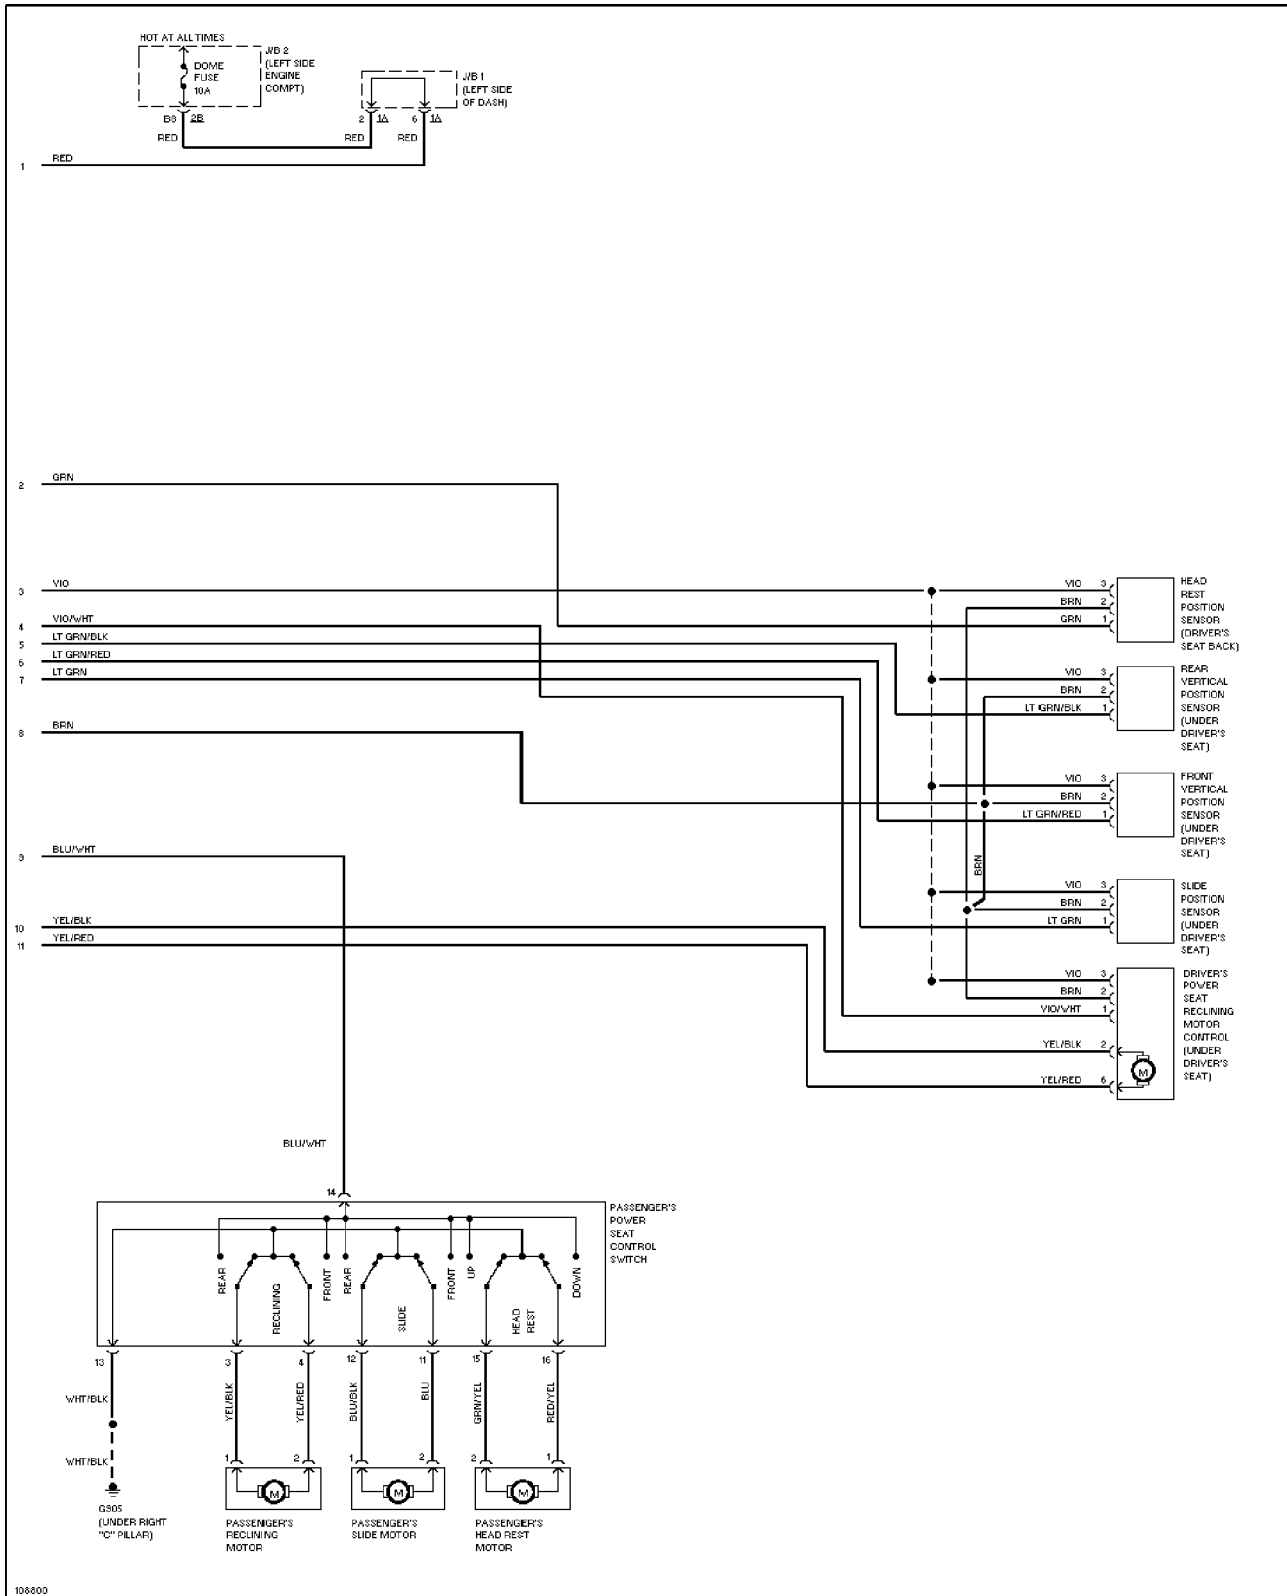 HOT AT ALL TIMES
DOME
FUSE
10A
J/B 2
(LEFT SIDE
ENGINE
COMPT)
J/B 1
(LEFT SIDE
OF DASH)
B8 2B
2 1A
6 1A
RED
RED
RED
1 RED
2 GRN
3 VIO
4 VIO/WHT
5 LT GRN/BLK
6 LT GRN/RED
7 LT GRN
8 BRN
9 BLU/WHT
10 YEL/BLK
11 YEL/RED
VIO 3
BRN 2
GRN 1
HEAD
REST
POSITION
SENSOR
(DRIVER'S
SEAT BACK)
VIO 3
BRN 2
LT GRN/BLK 1
REAR
VERTICAL
POSITION
SENSOR
(UNDER
DRIVER'S
SEAT)
VIO 3
BRN 2
LT GRN/RED 1
FRONT
VERTICAL
POSITION
SENSOR
(UNDER
DRIVER'S
SEAT)
BRN
VIO 3
BRN 2
LT GRN 1
SLIDE
POSITION
SENSOR
(UNDER
DRIVER'S
SEAT)
VIO 3
BRN 2
VIO/WHT 1
YEL/BLK 2
YEL/RED 6
M
DRIVER'S
POWER
SEAT
RECLINING
MOTOR
CONTROL
(UNDER
DRIVER'S
SEAT)
BLU/WHT
14
PASSENGER'S
POWER
SEAT
CONTROL
SWITCH
REAR
RECLINING
FRONT
REAR
SLIDE
FRONT
UP
HEAD
REST
DOWN
13 3 4 12 11 15 16
WHT/BLK
YEL/BLK
YEL/RED
BLU/BLK
BLU
GRN/YEL
RED/YEL
WHT/BLK
1 2 1 2 2 1
M M M
G305
(UNDER RIGHT
"C" PILLAR)
PASSENGER'S
RECLINING
MOTOR
PASSENGER'S
SLIDE MOTOR
PASSENGER'S
HEAD REST
MOTOR
108800